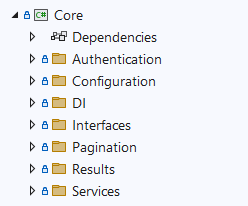 C# Core
Dependencies
Authentication
Configuration
DI
Interfaces
Pagination
Results
Services